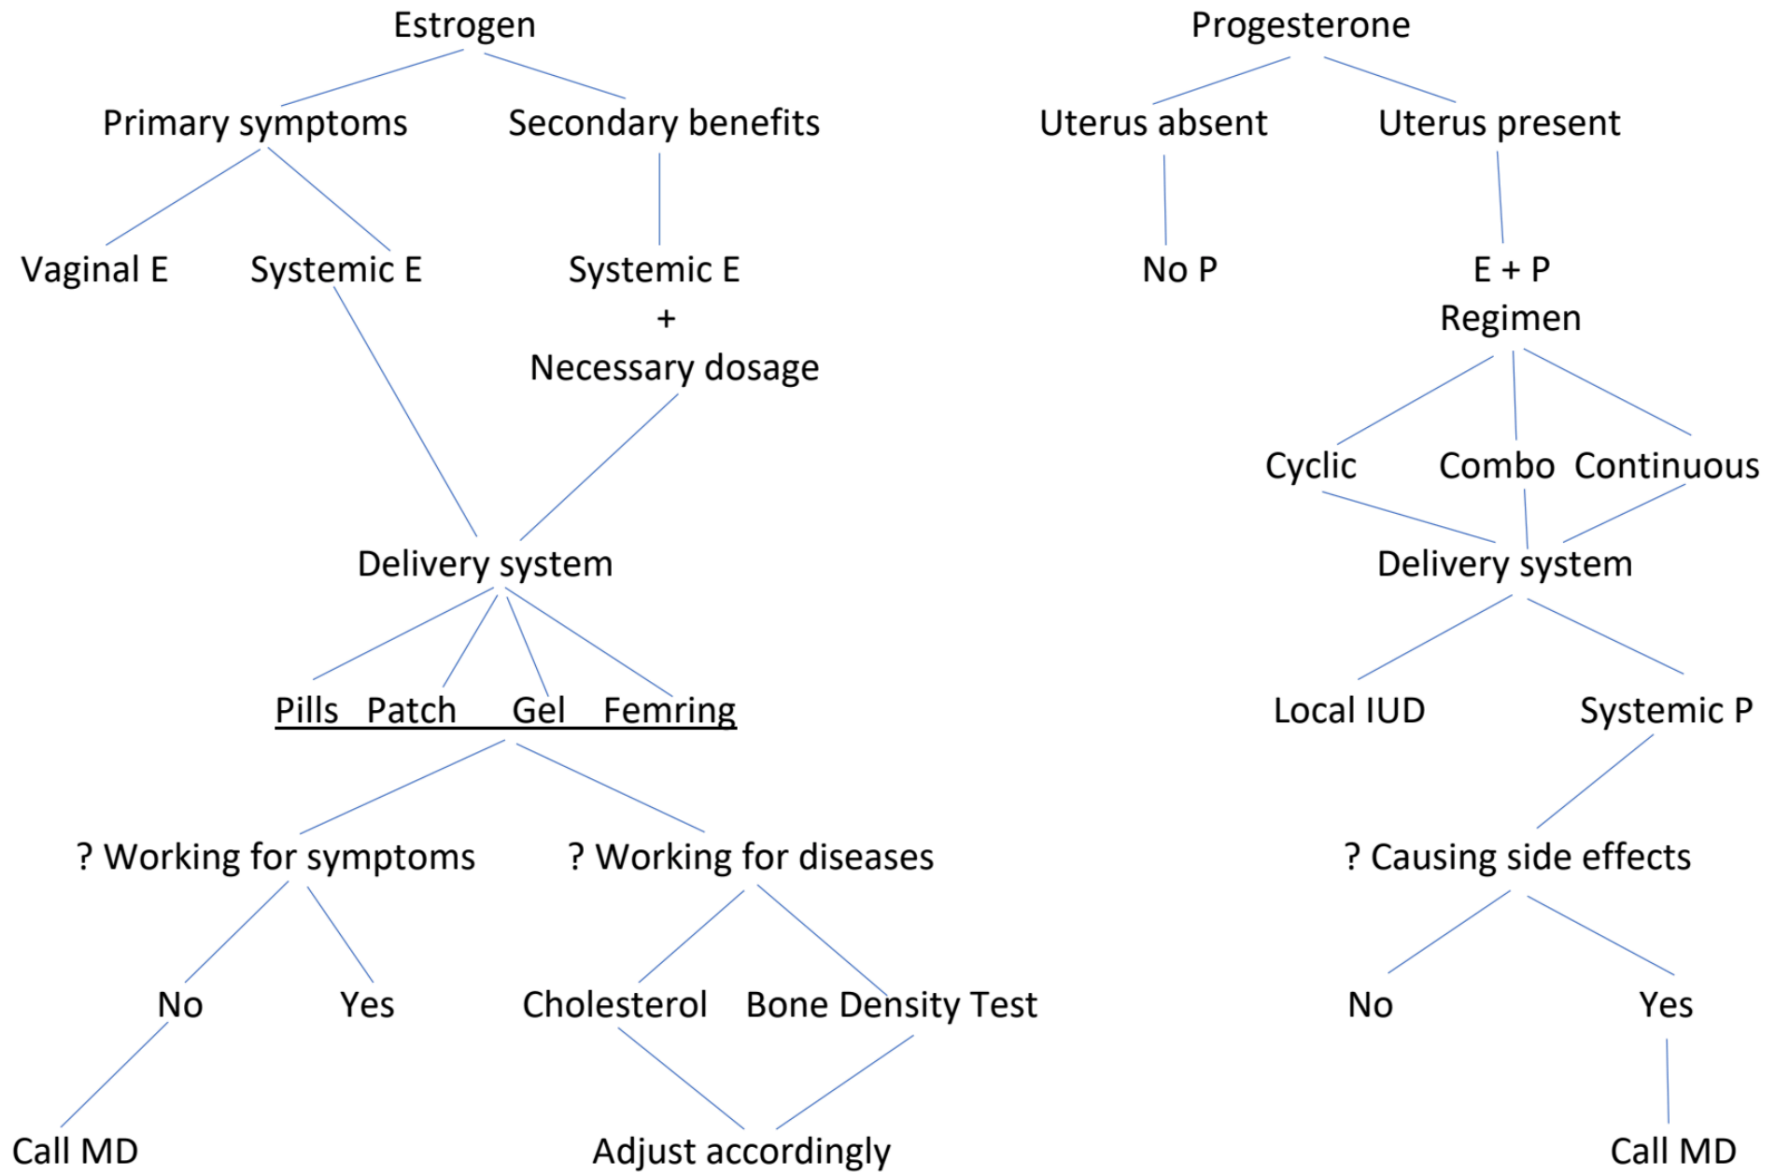 Estrogen
Progesterone
Primary symptoms
Secondary benefits
Uterus absent
Uterus present
Vaginal E
Systemic E
Systemic E
+
Necessary dosage
No P
E + P
Regimen
Cyclic
Combo
Continuous
Delivery system
Delivery system
Pills Patch Gel Femring
Local IUD
Systemic P
? Working for symptoms
? Working for diseases
? Causing side effects
No
Yes
Cholesterol
Bone Density Test
No
Yes
Call MD
Adjust accordingly
Call MD